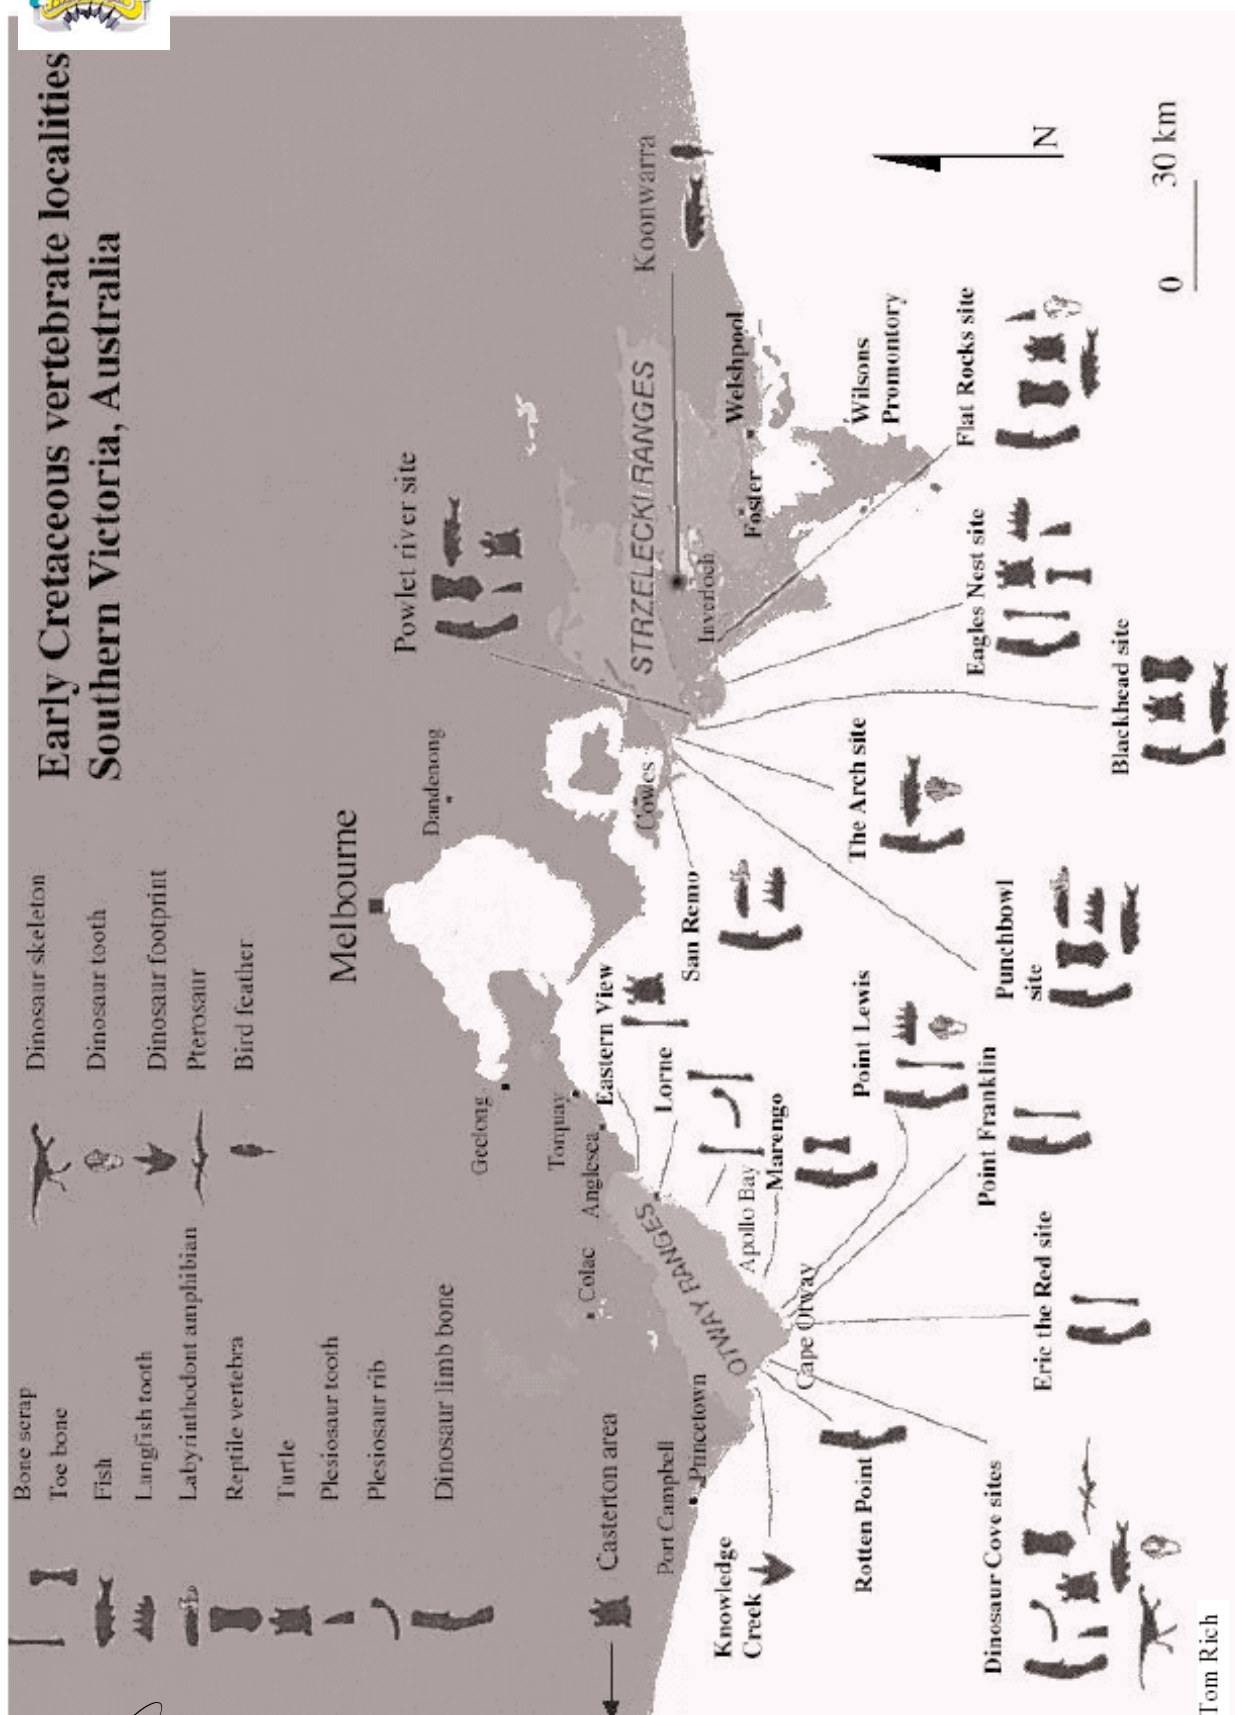 Early Cretaceous vertebrate localities
Southern Victoria, Australia
Bone scrap
Toe bone
Fish
Lungfish tooth
Labyrinthodont amphibian
Reptile vertebra
Turtle
Plesiosaur tooth
Plesiosaur rib
Dinosaur limb bone
Dinosaur skeleton
Dinosaur tooth
Dinosaur footprint
Pterosaur
Bird feather
Melbourne
Dandenong
Powlet river site
Koonwarra
STRZELECKI RANGES
Geelong
Torquay
Anglesea
Colac
Casterton area
Port Campbell
Princetown
OTWAY RANGES
Eastern View
Lorne
Cowes
Inverloch
Foster
Welshpool
Wilsons
Promontory
San Remo
Apollo Bay
Marengo
Cape Otway
Knowledge
Creek
Rotten Point
Dinosaur Cove sites
Eric the Red site
Point Franklin
Point Lewis
Punchbowl
site
The Arch site
Blackhead site
Eagles Nest site
Flat Rocks site
N
0 30 km
Tom Rich